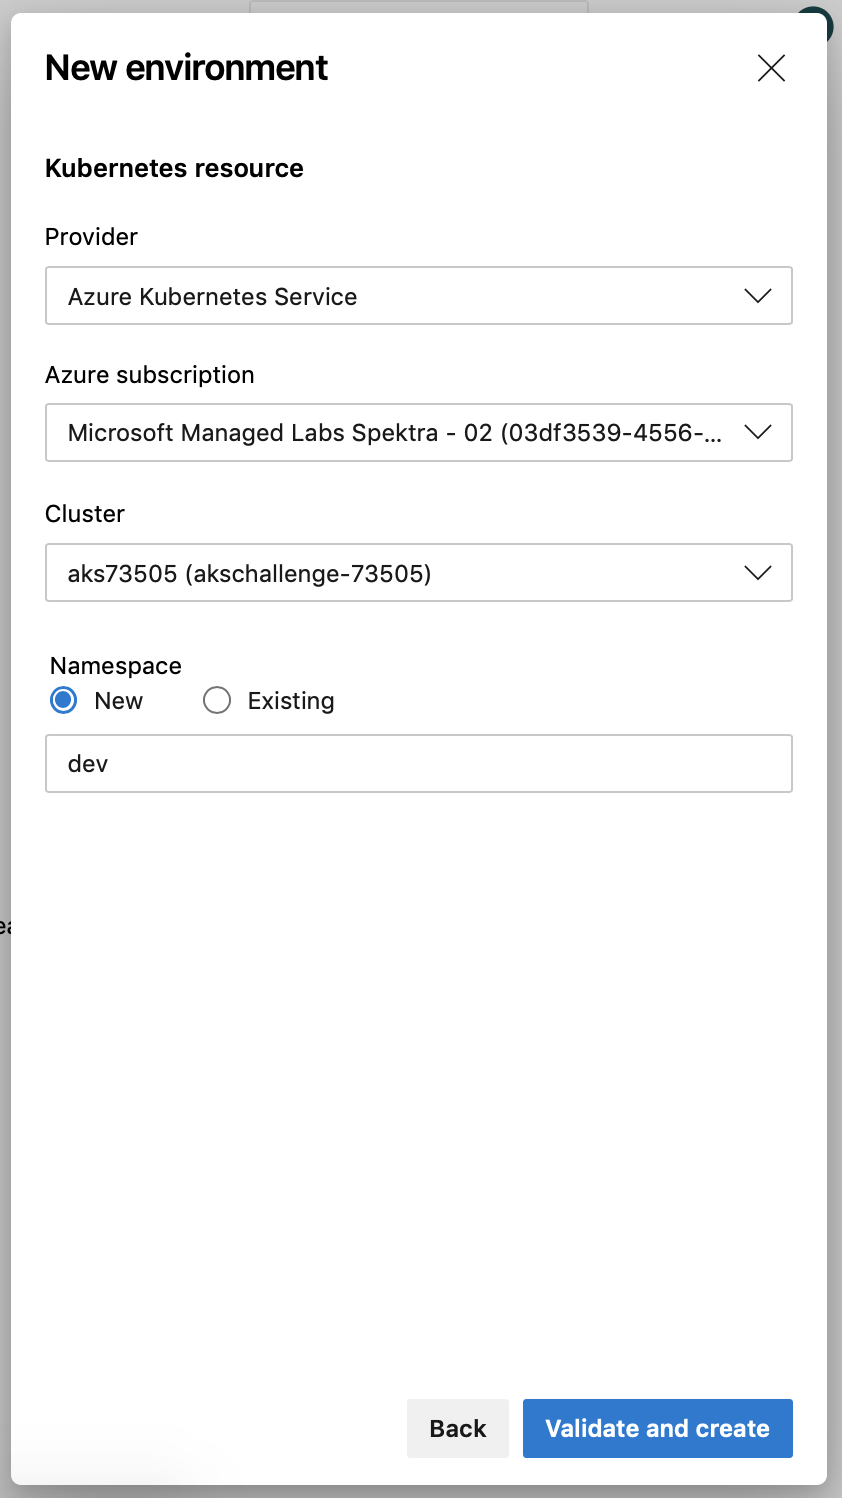 New environment
Kubernetes resource
Provider
Azure Kubernetes Service
Azure subscription
Microsoft Managed Labs Spektra - 02 (03df3539-4556-...
Cluster
aks73505 (akschallenge-73505)
Namespace
New Existing
dev
Back Validate and create